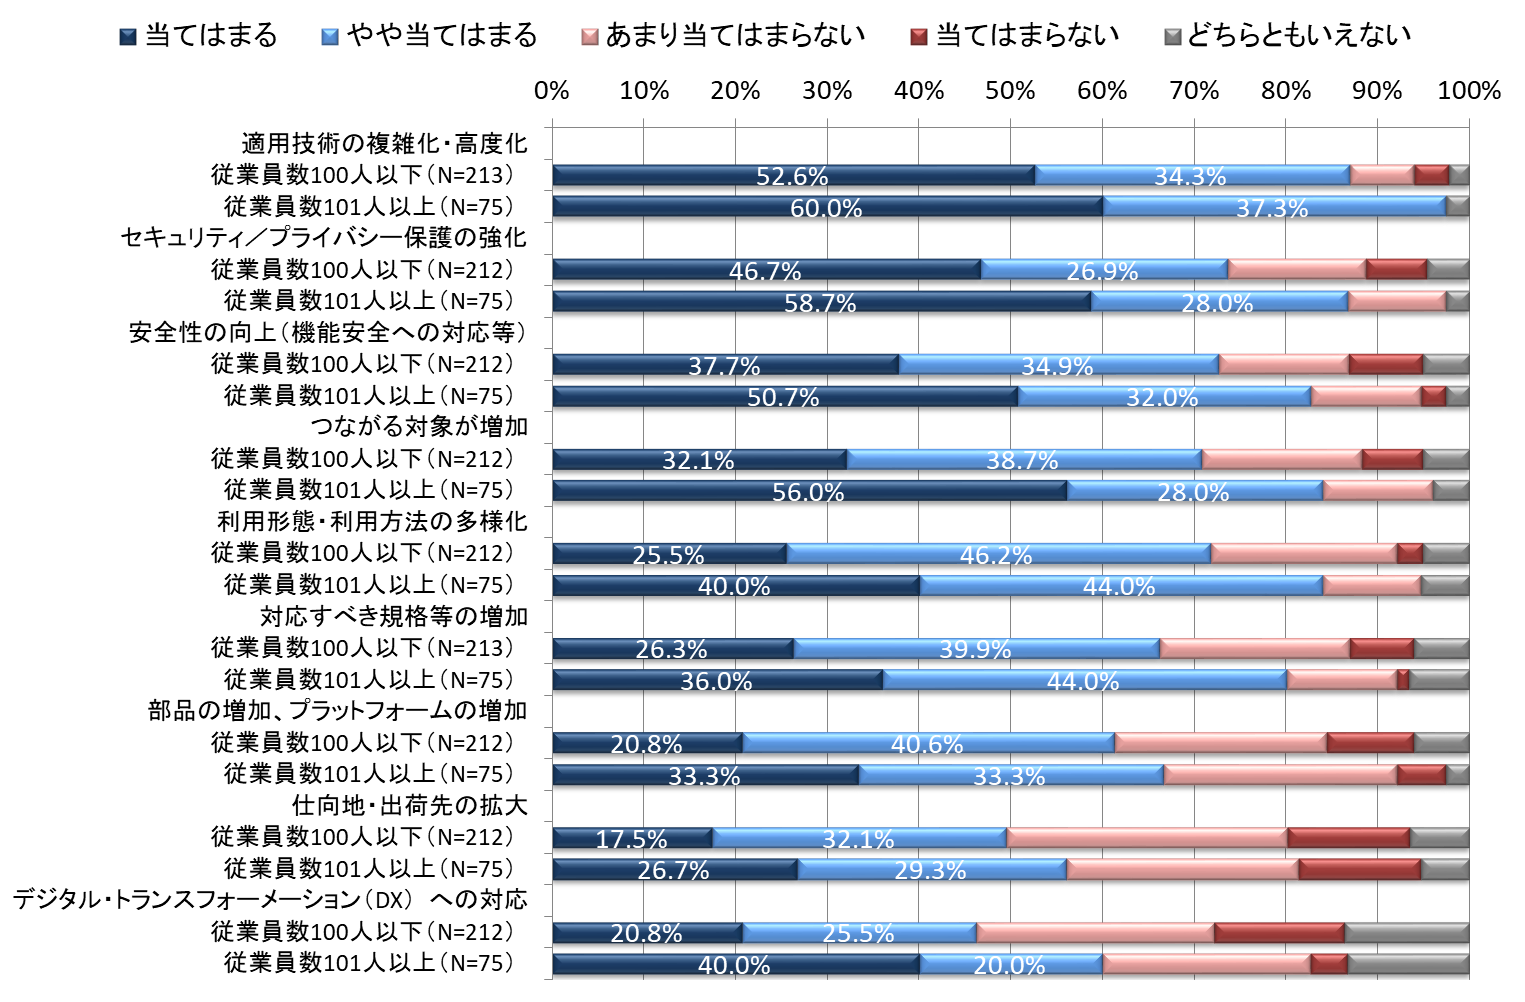 当てはまる やや当てはまる あまり当てはまらない 当てはまらない どちらともいえない
0% 10% 20% 30% 40% 50% 60% 70% 80% 90% 100%
適用技術の複雑化・高度化
従業員数100人以下（N=213） 52.6% 34.3%
従業員数101人以上（N=75） 60.0% 37.3%
セキュリティ／プライバシー保護の強化
従業員数100人以下（N=212） 46.7% 26.9%
従業員数101人以上（N=75） 58.7% 28.0%
安全性の向上（機能安全への対応等）
従業員数100人以下（N=212） 37.7% 34.9%
従業員数101人以上（N=75） 50.7% 32.0%
つながる対象が増加
従業員数100人以下（N=212） 32.1% 38.7%
従業員数101人以上（N=75） 56.0% 28.0%
利用形態・利用方法の多様化
従業員数100人以下（N=212） 25.5% 46.2%
従業員数101人以上（N=75） 40.0% 44.0%
対応すべき規格等の増加
従業員数100人以下（N=213） 26.3% 39.9%
従業員数101人以上（N=75） 36.0% 44.0%
部品の増加、プラットフォームの増加
従業員数100人以下（N=212） 20.8% 40.6%
従業員数101人以上（N=75） 33.3% 33.3%
仕向地・出荷先の拡大
従業員数100人以下（N=212） 17.5% 32.1%
従業員数101人以上（N=75） 26.7% 29.3%
デジタル・トランスフォーメーション（DX） への対応
従業員数100人以下（N=212） 20.8% 25.5%
従業員数101人以上（N=75） 40.0% 20.0%